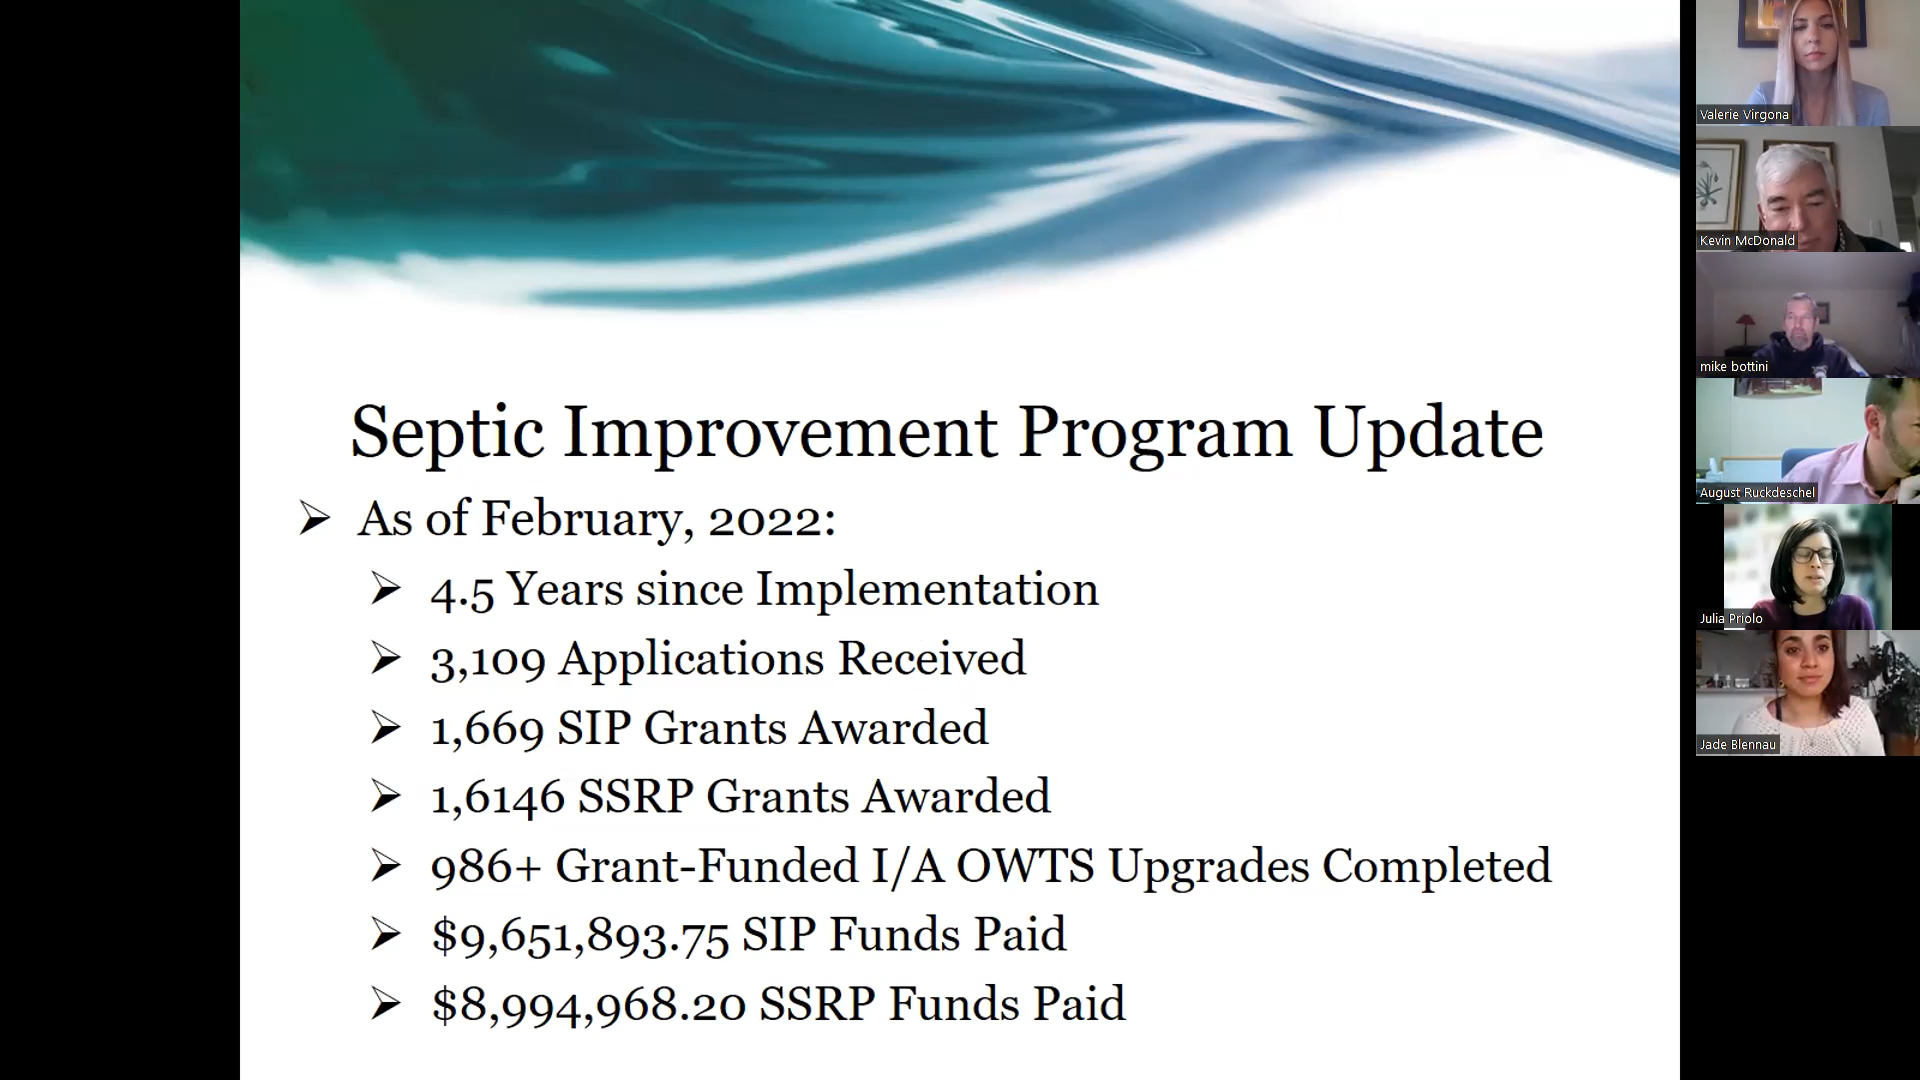 Septic Improvement Program Update
As of February, 2022:
4.5 Years since Implementation
3,109 Applications Received
1,669 SIP Grants Awarded
1,6146 SSRP Grants Awarded
986+ Grant-Funded I/A OWTS Upgrades Completed
$9,651,893.75 SIP Funds Paid
$8,994,968.20 SSRP Funds Paid
Valerie Virgona
Kevin McDonald
mike bottini
August Ruckdeschel
Julia Priolo
Jade Blennau